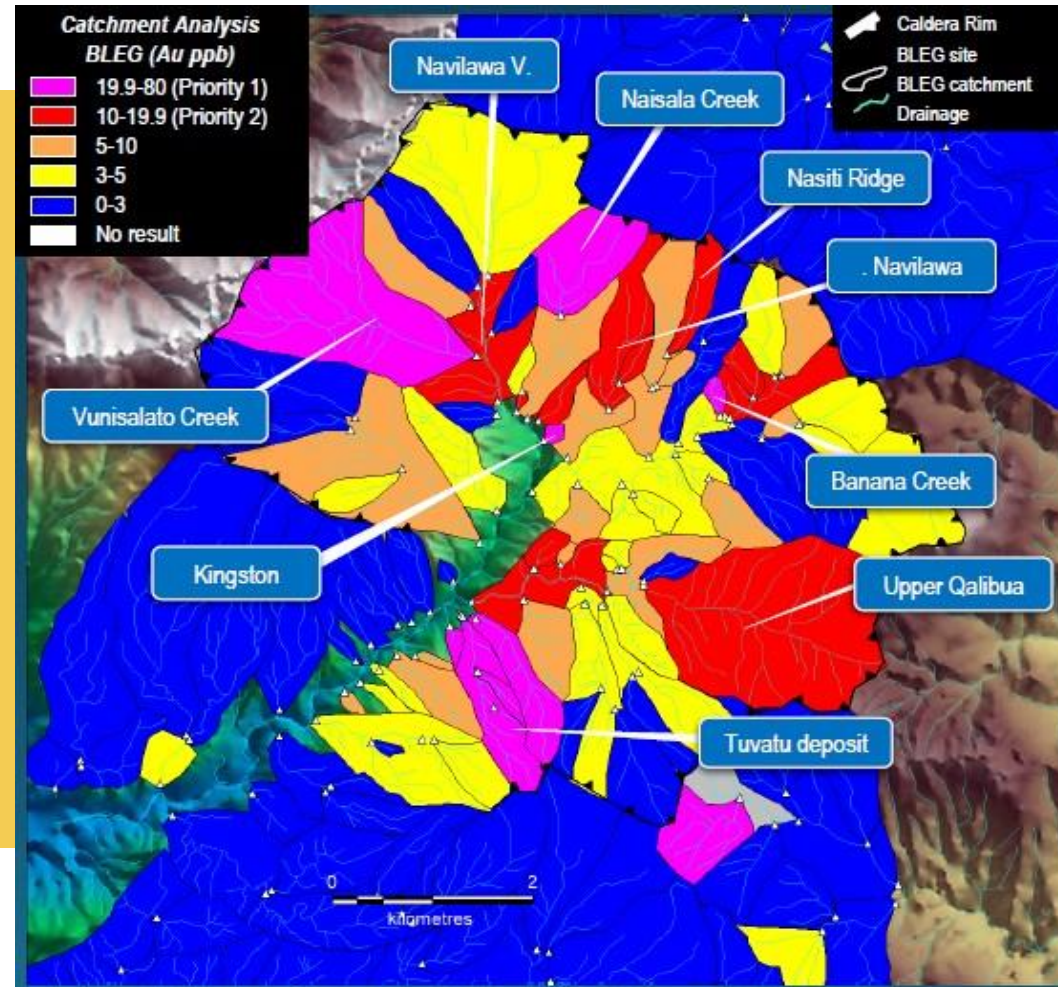 Catchment Analysis
BLEG (Au ppb)
19.9-80 (Priority 1)
10-19.9 (Priority 2)
5-10
3-5
0-3
No result
Caldera Rim
BLEG site
BLEG catchment
Drainage
Navilawa V.
Naisala Creek
Nasiti Ridge
. Navilawa
Vunisalato Creek
Banana Creek
Kingston
Upper Qalibua
Tuvatu deposit
0 2
kilometres